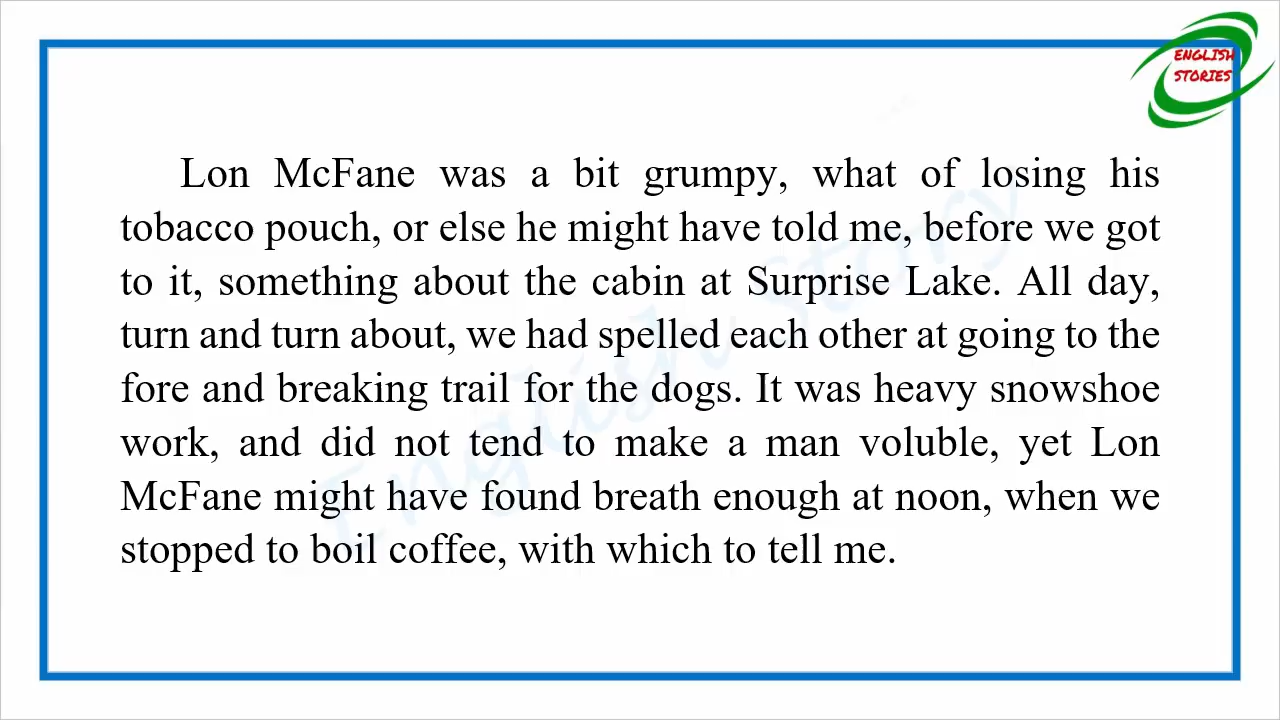 ENGLISH
STORIES
Lon McFane was a bit grumpy, what of losing his
tobacco pouch, or else he might have told me, before we got
to it, something about the cabin at Surprise Lake. All day,
turn and turn about, we had spelled each other at going to the
fore and breaking trail for the dogs. It was heavy snowshoe
work, and did not tend to make a man voluble, yet Lon
McFane might have found breath enough at noon, when we
stopped to boil coffee, with which to tell me.
English Story